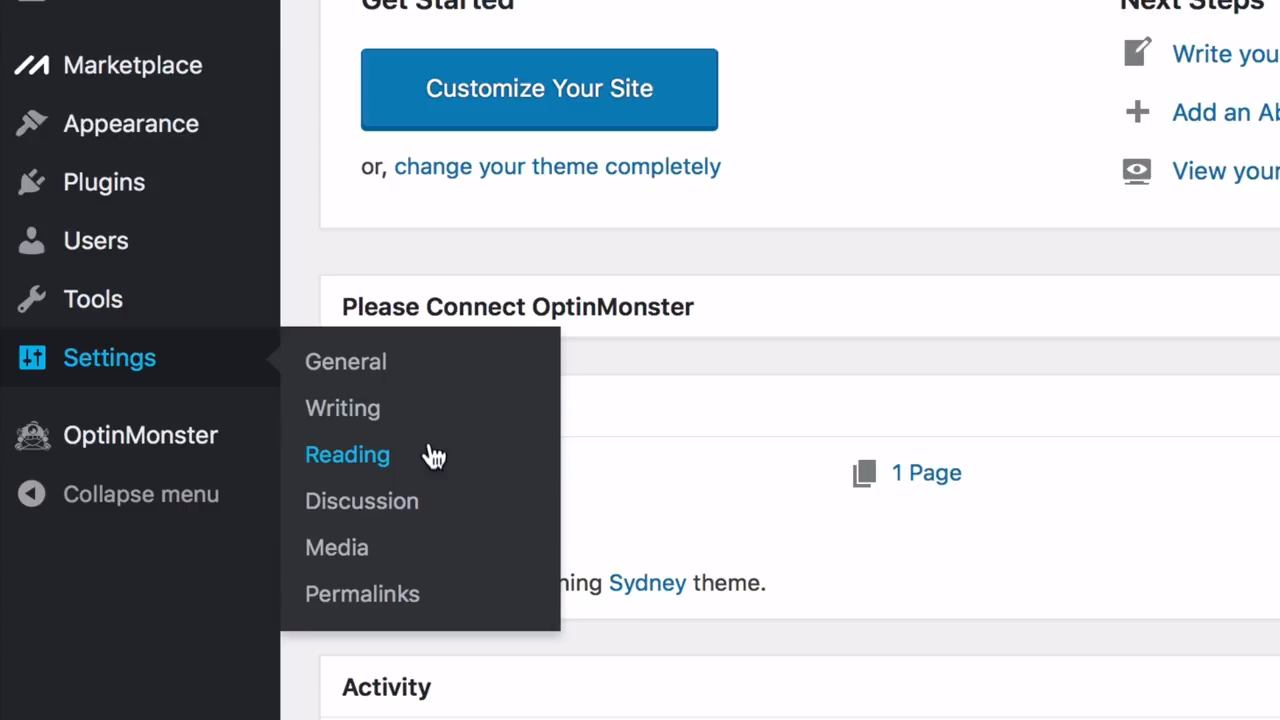 Get Started
Next Steps
Marketplace
Appearance
Plugins
Users
Tools
Settings
OptinMonster
Collapse menu
General
Writing
Reading
Discussion
Media
Permalinks
Customize Your Site
or, change your theme completely
Write you
Add an Ab
View your
Please Connect OptinMonster
1 Page
ning Sydney theme.
Activity